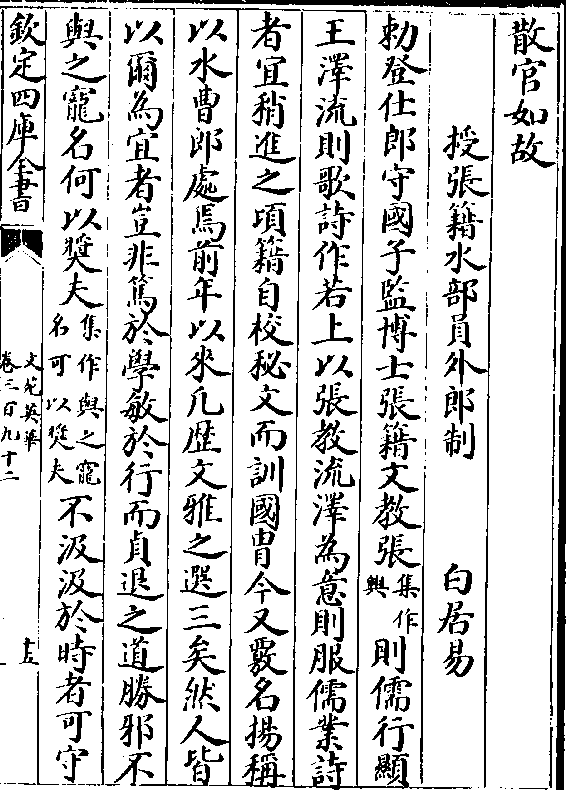 散官如故
授張籍水部員外郎制 白居易
勅登仕郎守國子監博士張籍文教張集作興則儒行顯
王澤流則歌詩作若上以張教流澤為意則服儒業詩
者宜稍進之頃籍自校秘文而訓國胄今又覈名揚稱
以水曹郎處焉前年以來凡歴文雅之選三矣然人皆
以爾為宜者豈非篤於學敏於行而貞退之道勝邪不
與之寵名何以奬夫集作與之寵名可以奬夫不汲汲於時者可守
欽定四庫全書 文苑英華 卷三百九十二 十五